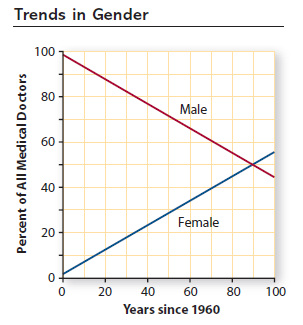 Trends in Gender
Percent of All Medical Doctors
100
80
60
40
20
0
Male
Female
0 20 40 60 80 100
Years since 1960